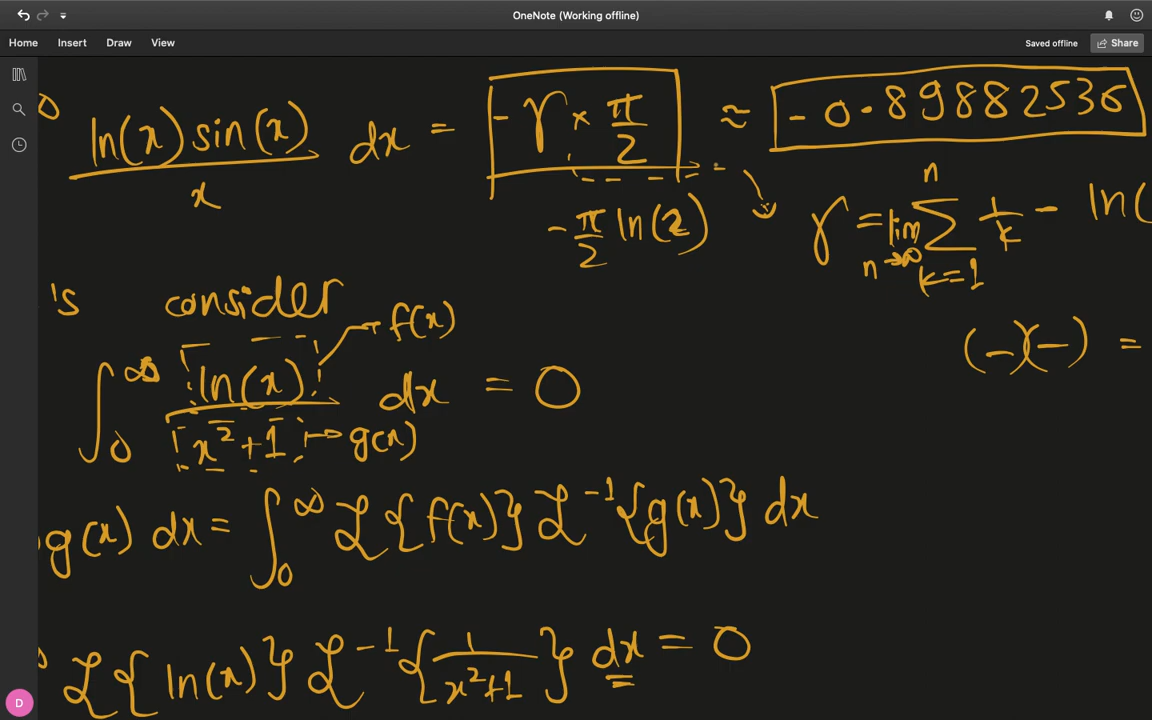 OneNote (Working offline)
Home Insert Draw View
Saved offline Share
∞ ln(x) sin(x) / x dx = -γ × π/2 ≈ -0.89882536
-π/2 ln(2)
γ = lim n→∞ Σ k=1 n 1/k - ln(
's consider
f(x)
(-)(-) =
∫ 0 ∞ ln(x) / x²+1 dx = 0
g(x)
g(x) dx = ∫ 0 ∞ ℒ{f(x)} ℒ⁻¹{g(x)} dx
ℒ{ln(x)} ℒ⁻¹{1/x²+1} dx = 0
D